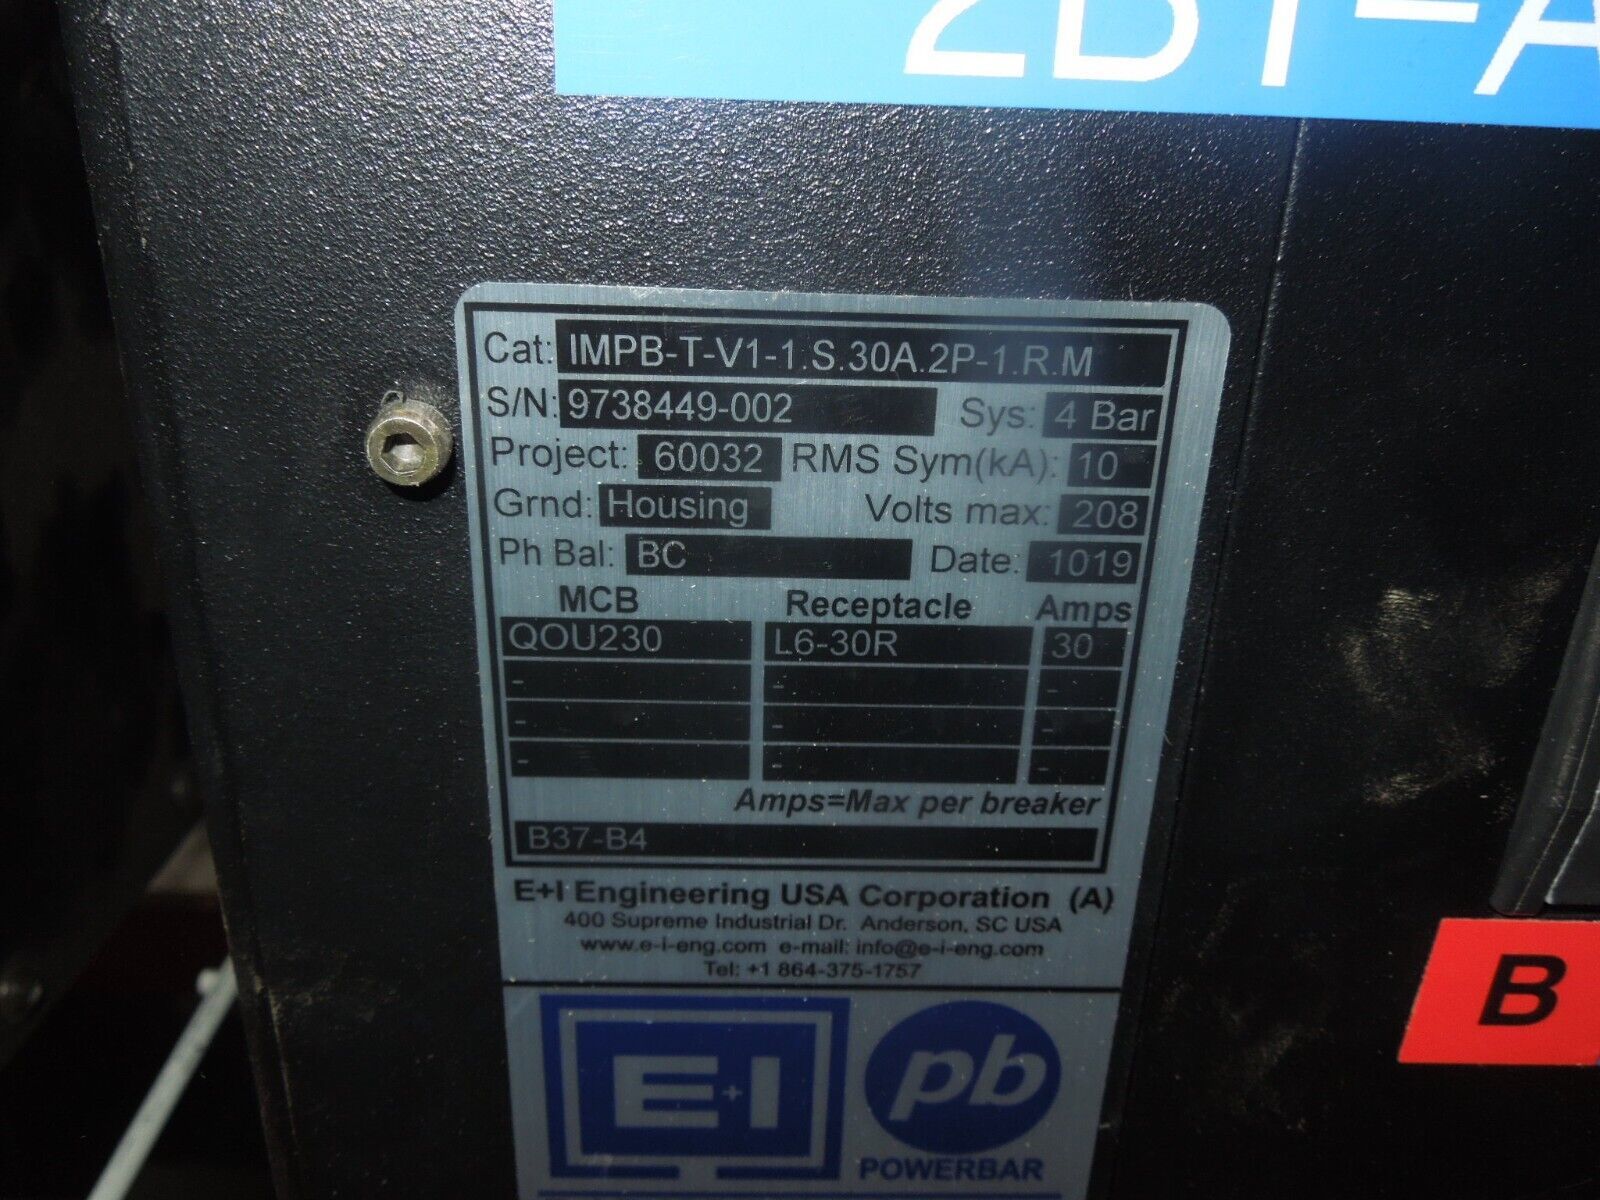 2B1-A
Cat: IMPB-T-V1-1.S.30A.2P-1.R.M
S/N: 9738449-002 Sys: 4 Bar
Project: 60032 RMS Sym(kA): 10
Grnd: Housing Volts max: 208
Ph Bal: BC Date: 1019
MCB Receptacle Amps
QOU230 L6-30R 30
- - -
- - -
- - -
Amps=Max per breaker
B37-B4
E+I Engineering USA Corporation (A)
400 Supreme Industrial Dr. Anderson, SC USA
www.e-i-eng.com e-mail: info@e-i-eng.com
Tel: +1 864-375-1757
E+I pb
POWERBAR
B